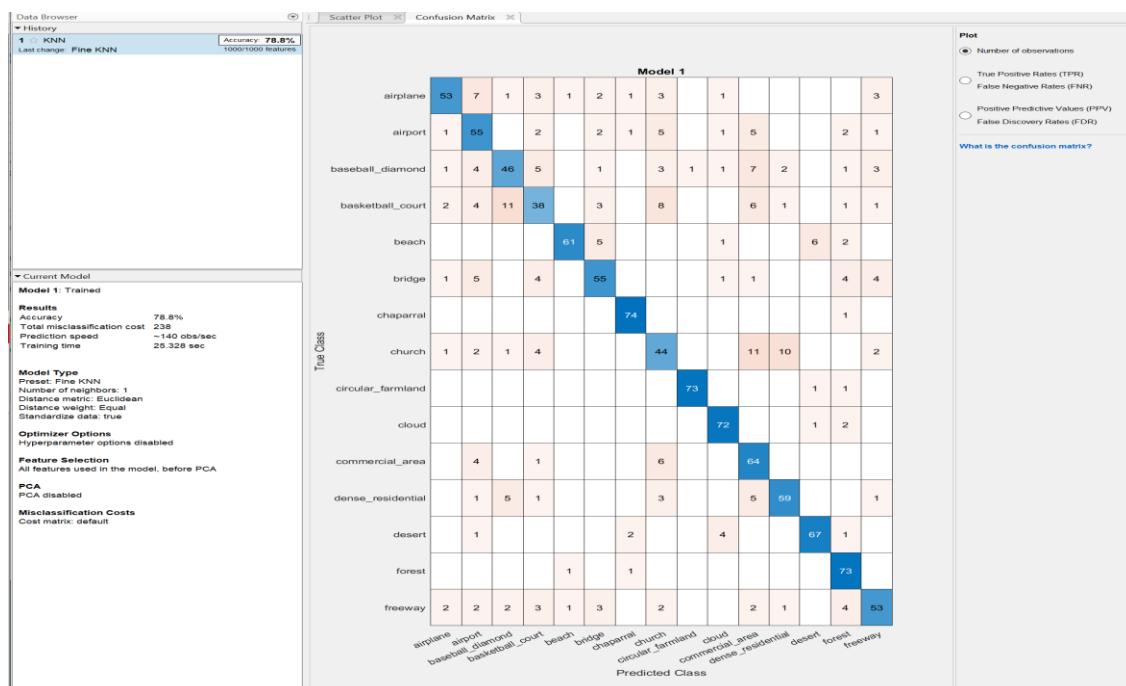 Data Browser
Scatter Plot
Confusion Matrix
History
1 KNN Accuracy: 78.8%
Last change: Fine KNN 1000/1000 features
Current Model
Model 1: Trained
Results
Accuracy 78.8%
Total misclassification cost 238
Prediction speed ~140 obs/sec
Training time 25.328 sec
Model Type
Preset: Fine KNN
Number of neighbors: 1
Distance metric: Euclidean
Distance weight: Equal
Standardize data: true
Optimizer Options
Hyperparameter options disabled
Feature Selection
All features used in the model, before PCA
PCA
PCA disabled
Misclassification Costs
Cost matrix: default
Model 1
True Class
airplane 53 7 1 3 1 2 1 3 1 3
airport 1 55 2 2 1 5 1 5 2 1
baseball_diamond 1 4 46 5 1 3 1 1 7 2 1 3
basketball_court 2 4 11 38 3 8 6 1 1 1
beach 61 5 1 6 2
bridge 1 5 4 55 1 1 4 4
chaparral 74 1
church 1 2 1 4 44 11 10 2
circular_farmland 73 1 1
cloud 72 1 2
commercial_area 4 1 6 64
dense_residential 1 5 1 3 5 59 1
desert 1 2 4 67 1
forest 1 1 73
freeway 2 2 2 3 1 3 2 2 1 4 53
airplane
airport
baseball_diamond
basketball_court
beach
bridge
chaparral
church
circular_farmland
cloud
commercial_area
dense_residential
desert
forest
freeway
Predicted Class
Plot
Number of observations
True Positive Rates (TPR)
False Negative Rates (FNR)
Positive Predictive Values (PPV)
False Discovery Rates (FDR)
What is the confusion matrix?